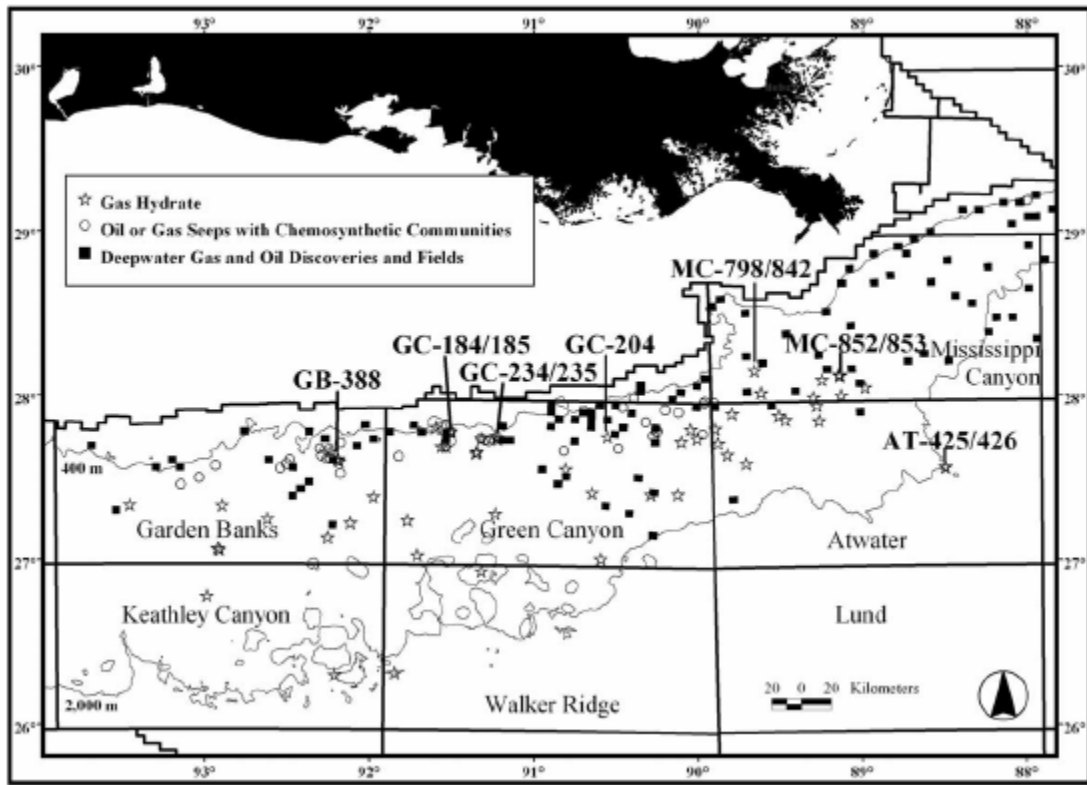 93° 92° 91° 90° 89° 88°
30° 30°
Gas Hydrate
Oil or Gas Seeps with Chemosynthetic Communities
Deepwater Gas and Oil Discoveries and Fields
29° 29°
MC-798/842
GC-184/185 GC-204 MC-852/853
GC-234/235 Mississippi
GB-388 Canyon
28° 28°
AT-425/426
400 m
Garden Banks Green Canyon Atwater
27° 27°
Keathley Canyon Lund
20 0 20 Kilometers
2,000 m Walker Ridge
26° 26°
93° 92° 91° 90° 89° 88°